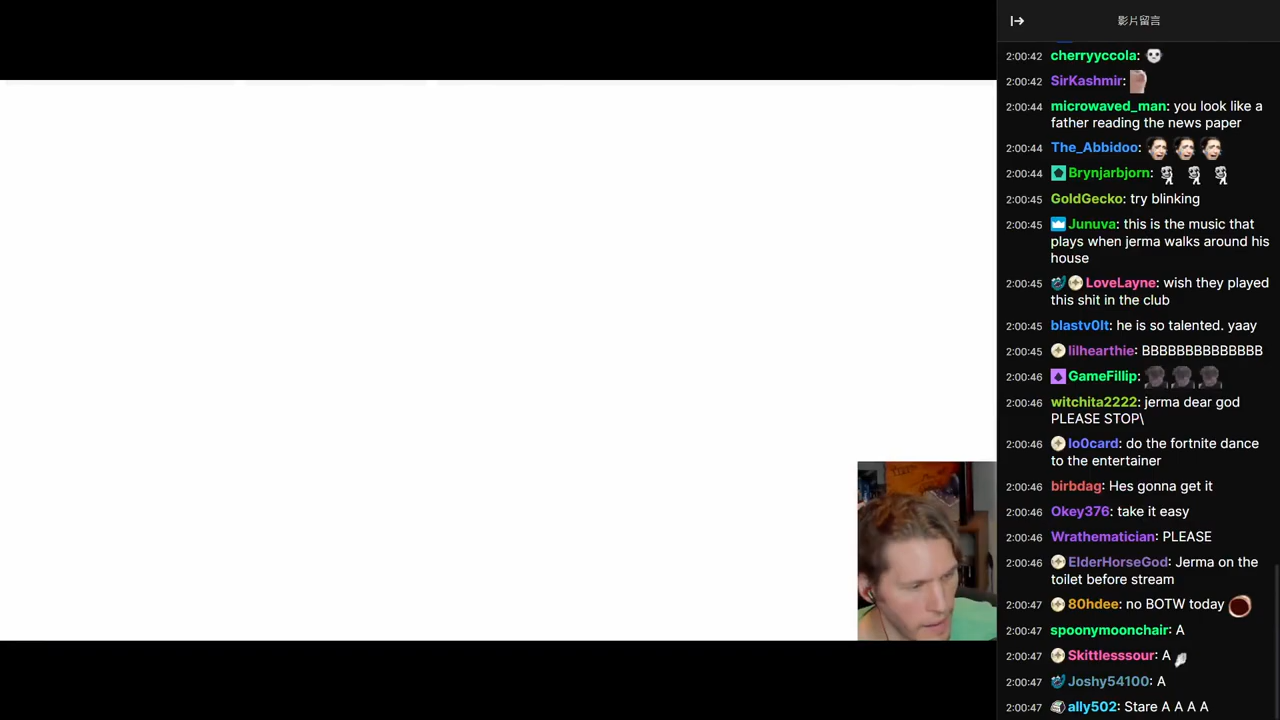 影片留言
2:00:42 cherryyccola:
2:00:42 SirKashmir:
2:00:44 microwaved_man: you look like a
father reading the news paper
2:00:44 The_Abbidoo:
2:00:44 Brynjarbjorn:
2:00:45 GoldGecko: try blinking
2:00:45 Junuva: this is the music that
plays when jerma walks around his
house
2:00:45 LoveLayne: wish they played
this shit in the club
2:00:45 blastv0lt: he is so talented. yaay
2:00:45 lilhearthie: BBBBBBBBBBBBBB
2:00:46 GameFillip:
2:00:46 witchita2222: jerma dear god
PLEASE STOP\
2:00:46 lo0card: do the fortnite dance
to the entertainer
2:00:46 birbdag: Hes gonna get it
2:00:46 Okey376: take it easy
2:00:46 Wrathematician: PLEASE
2:00:46 ElderHorseGod: Jerma on the
toilet before stream
2:00:47 80hdee: no BOTW today
2:00:47 spoonymoonchair: A
2:00:47 Skittlesssour: A
2:00:47 Joshy54100: A
2:00:47 ally502: Stare A A A A